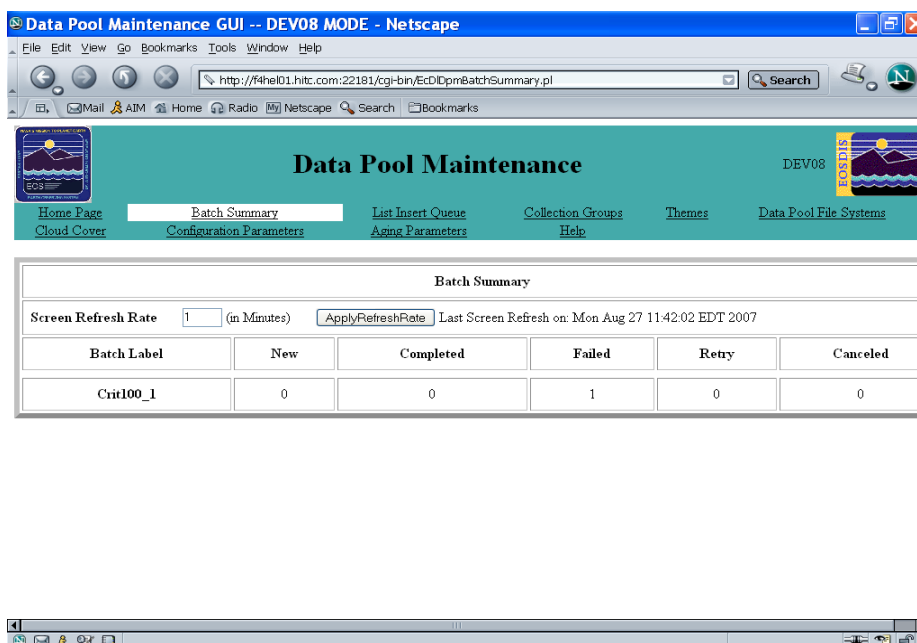 Data Pool Maintenance GUI -- DEV08 MODE - Netscape
File Edit View Go Bookmarks Tools Window Help
http://f4hel01.hitc.com:22181/cgi-bin/EcDlDpmBatchSummary.pl Search N
Mail AIM Home Radio My Netscape Search Bookmarks
EOS
Data Pool Maintenance
DEV08
EOSDIS
Home Page Batch Summary List Insert Queue Collection Groups Themes Data Pool File Systems
Cloud Cover Configuration Parameters Aging Parameters Help
Batch Summary
Screen Refresh Rate 1 (in Minutes) ApplyRefreshRate Last Screen Refresh on: Mon Aug 27 11:42:02 EDT 2007
Batch Label New Completed Failed Retry Canceled
Crit100_1 0 0 1 0 0